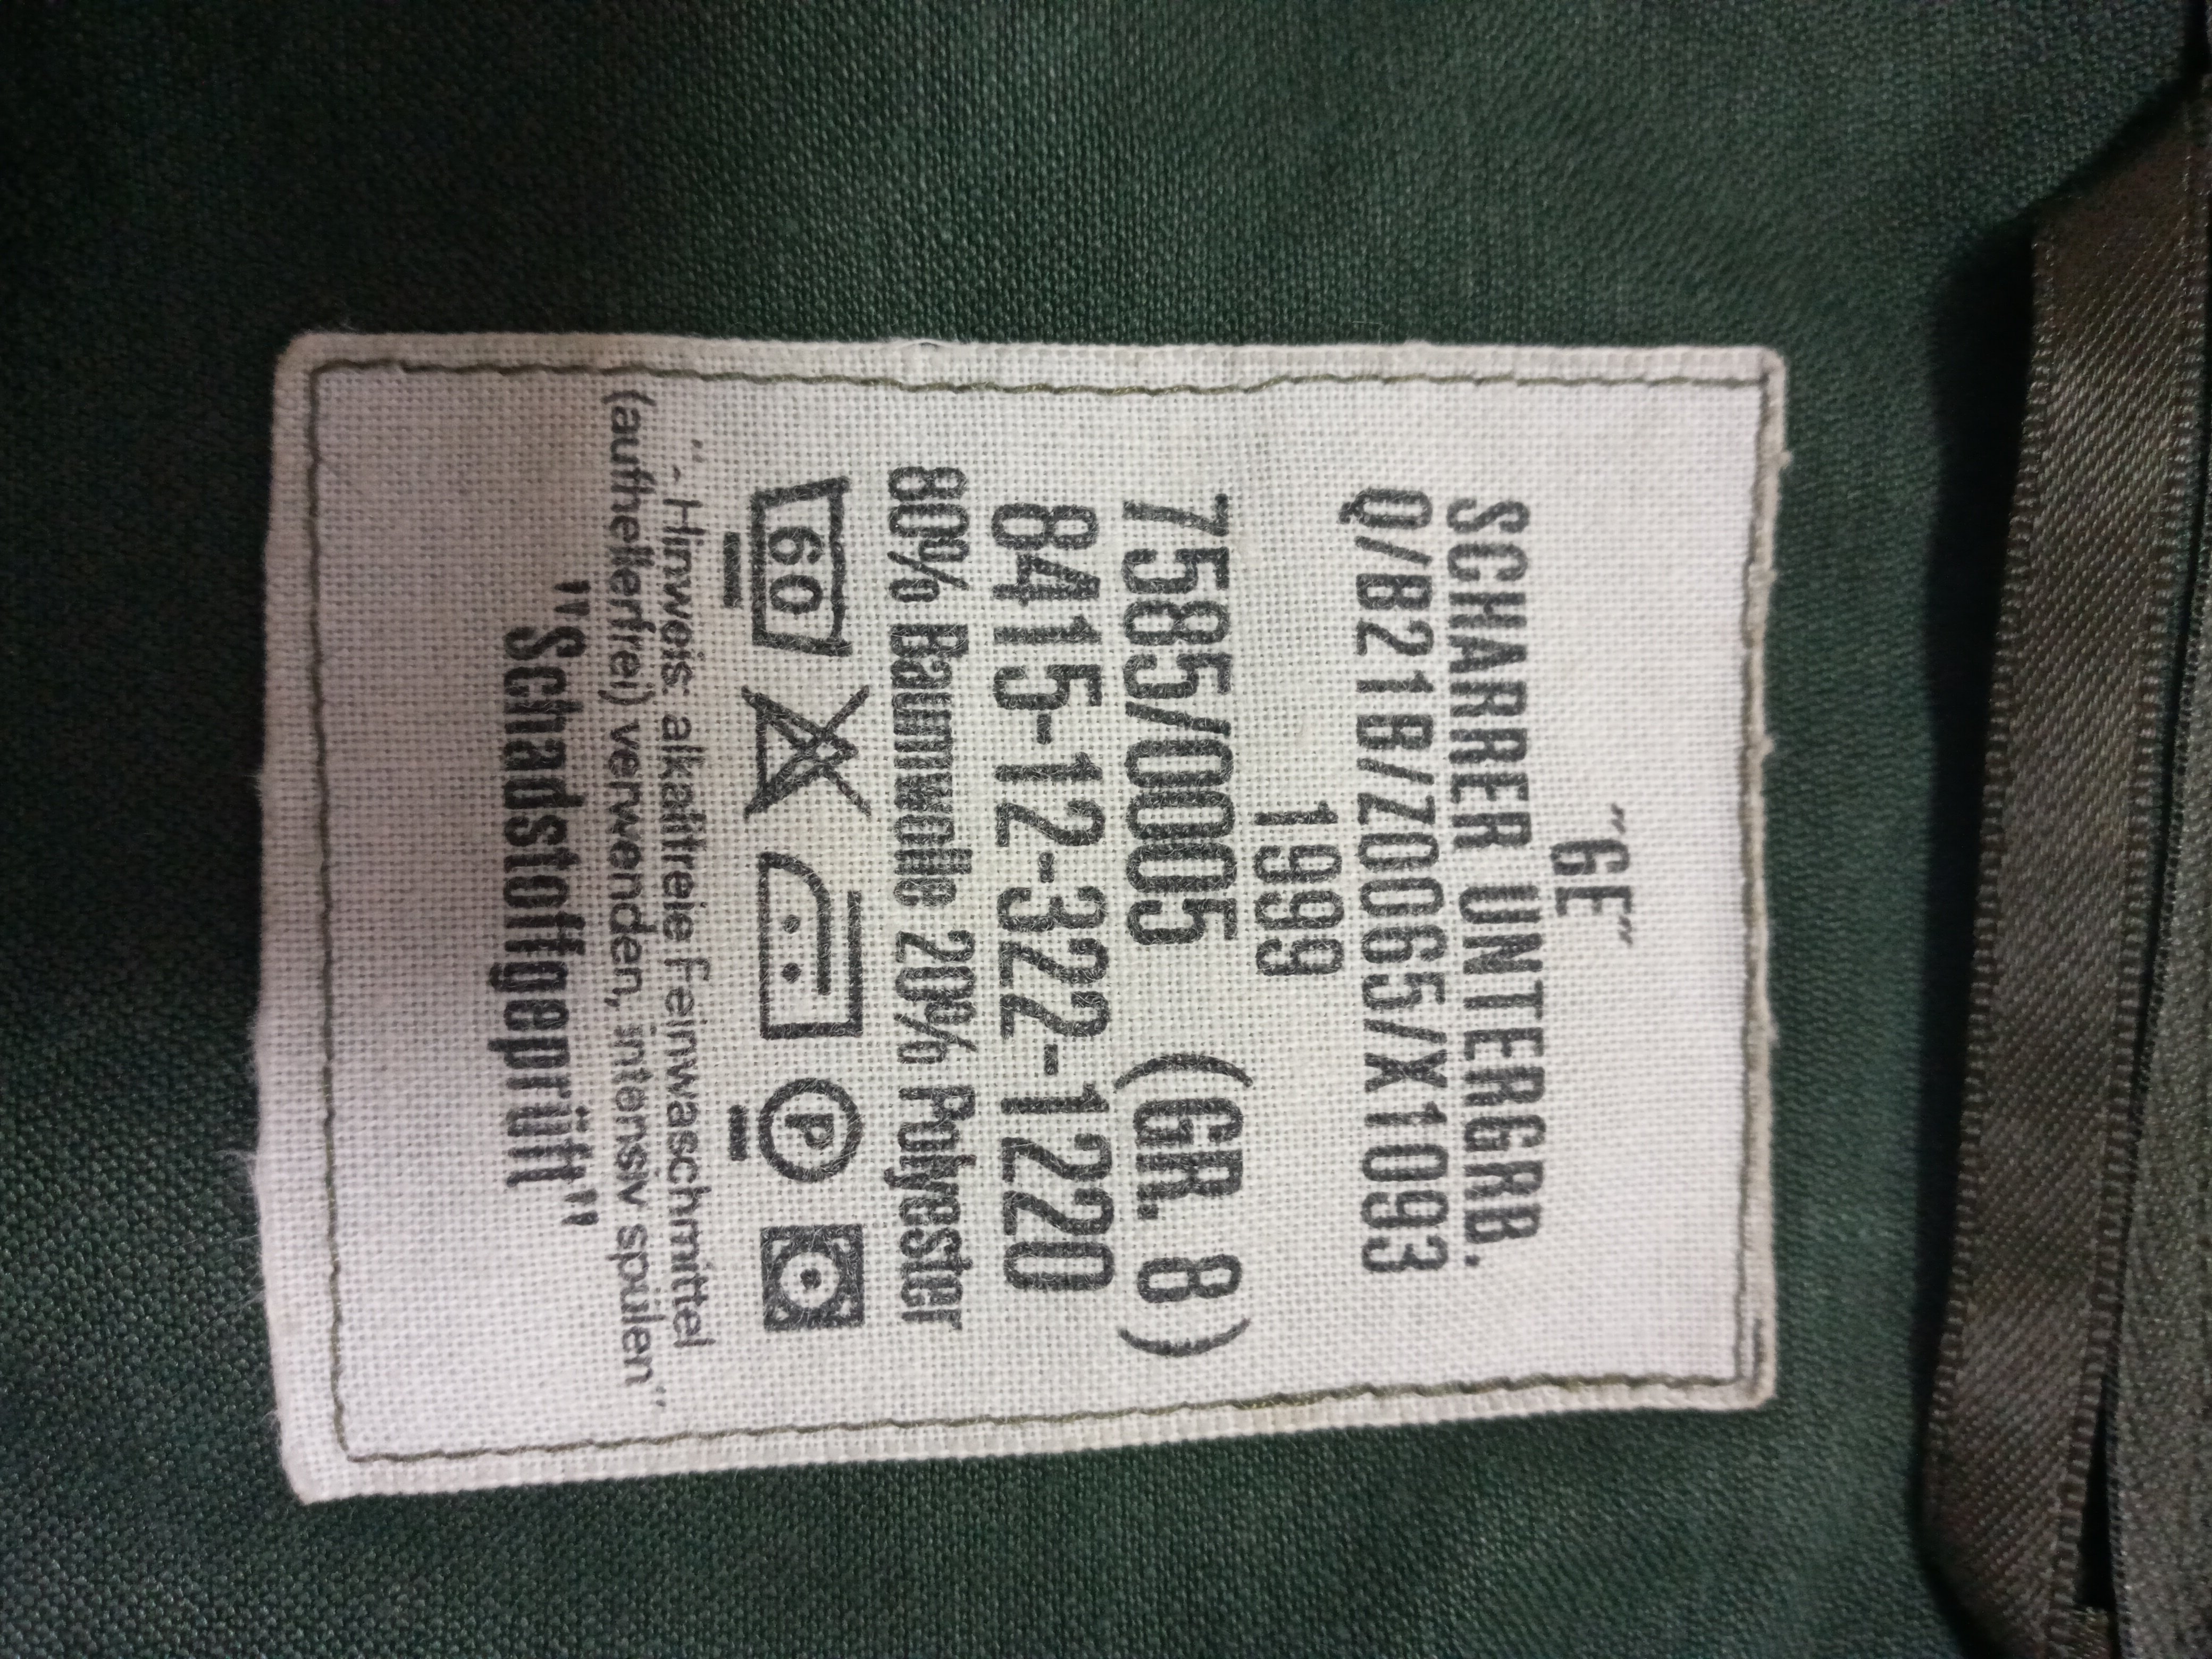 "GE"
SCHARRER UNTERGRB.
Q/B21B/Z0065/X1093
1999
7585/0005 (GR. 8)
8415-12-322-1220
80% Baumwolle 20% Polyester
60 P
"- Hinweis: alkalifreie Feinwaschmittel
(aufhellerfrei) verwenden, intensiv spülen"
"Schadstoffgeprüft"